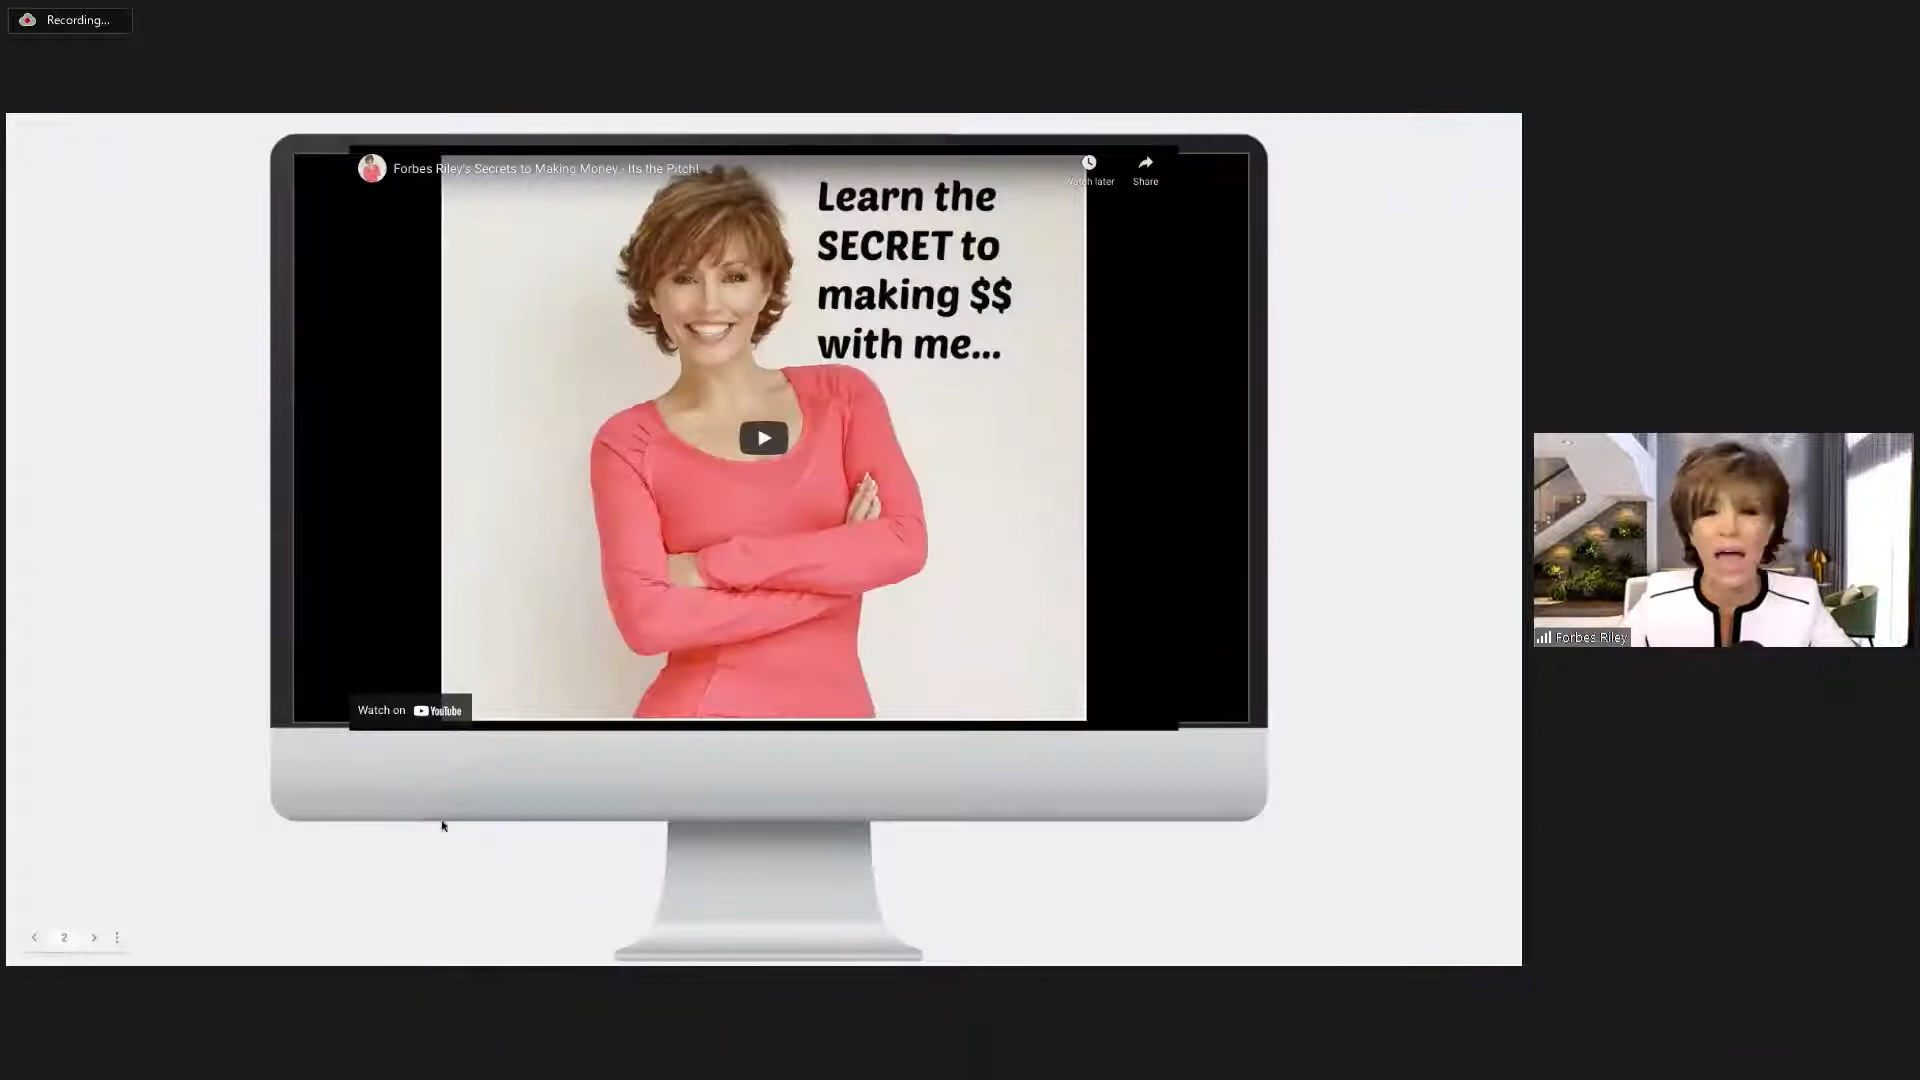 Recording...
Forbes Riley's Secrets to Making Money - Its the Pitch!
Watch later
Share
Learn the
SECRET to
making $$
with me...
Watch on YouTube
Forbes Riley
2